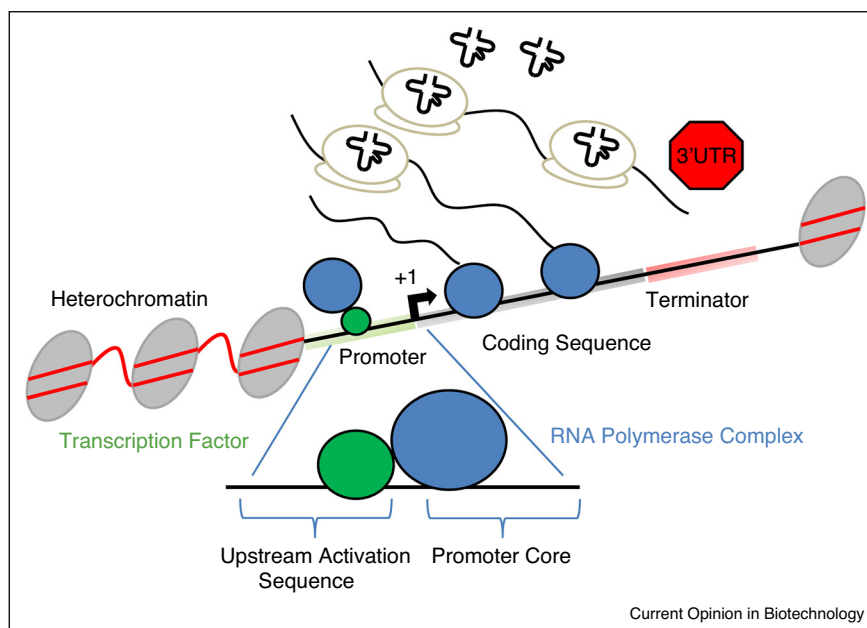 3'UTR
+1
Heterochromatin
Terminator
Promoter
Coding Sequence
Transcription Factor
RNA Polymerase Complex
Upstream Activation
Sequence
Promoter Core
Current Opinion in Biotechnology